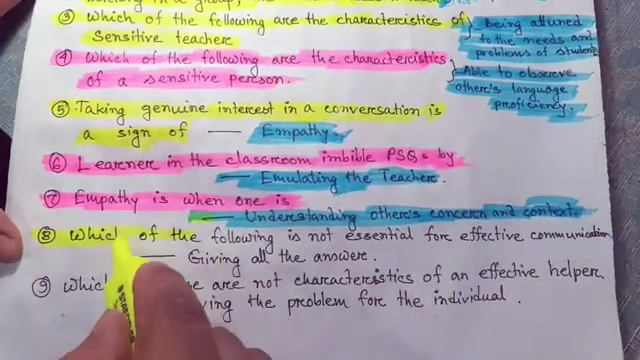 ③ Which of the following are the characteristics of
Sensitive teacher
being attuned
to the needs and
problems of students
④ Which of the following are the characteristics
of a sensitive person.
Able to observe
other's language
proficiency.
⑤ Taking genuine interest in a conversation is
a sign of — Empathy.
⑥ Learners in the classroom imbible PSQs by
— Emulating the Teacher.
⑦ Empathy is when one is
— Understanding other's concern and context.
⑧ Which of the following is not essential for effective communication
— Giving all the answer.
⑨ Whic are not characteristics of an effective helper
ving the problem for the individual.